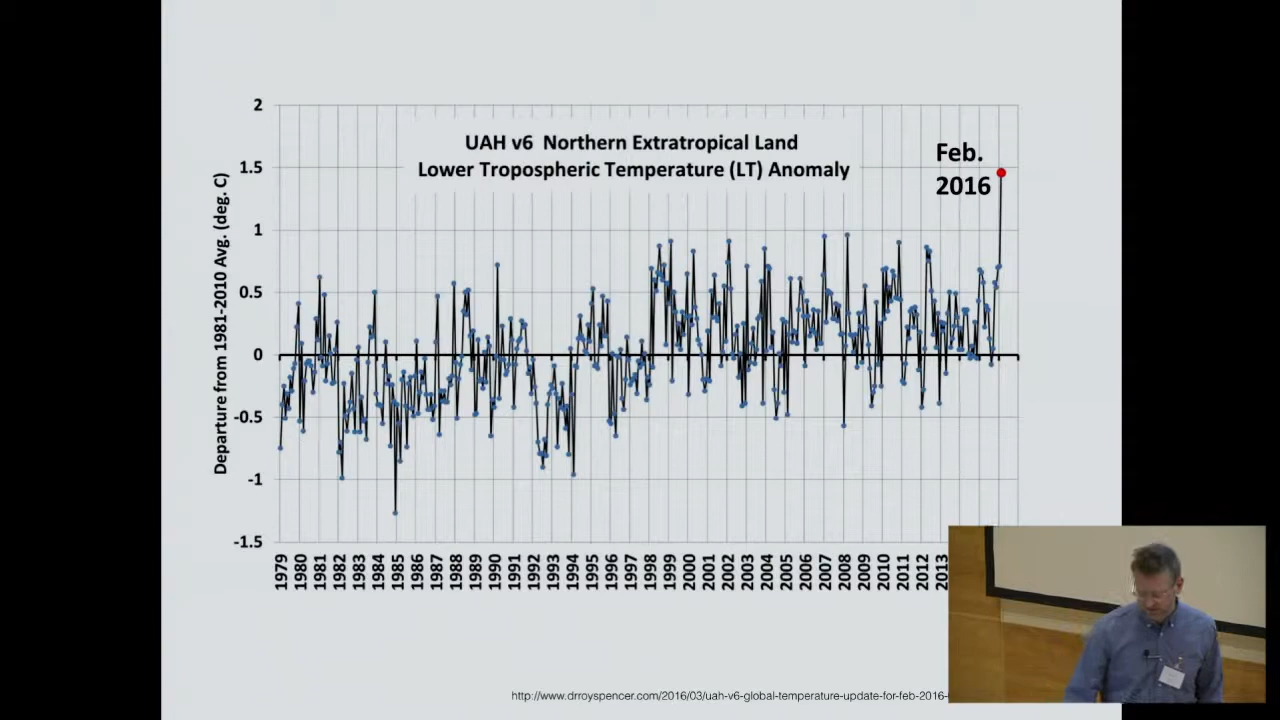 UAH v6 Northern Extratropical Land
Lower Tropospheric Temperature (LT) Anomaly
Feb.
2016
Departure from 1981-2010 Avg. (deg. C)
2
1.5
1
0.5
0
-0.5
-1
-1.5
1979 1980 1981 1982 1983 1984 1985 1986 1987 1988 1989 1990 1991 1992 1993 1994 1995 1996 1997 1998 1999 2000 2001 2002 2003 2004 2005 2006 2007 2008 2009 2010 2011 2012 2013
http://www.drroyspencer.com/2016/03/uah-v6-global-temperature-update-for-feb-2016-